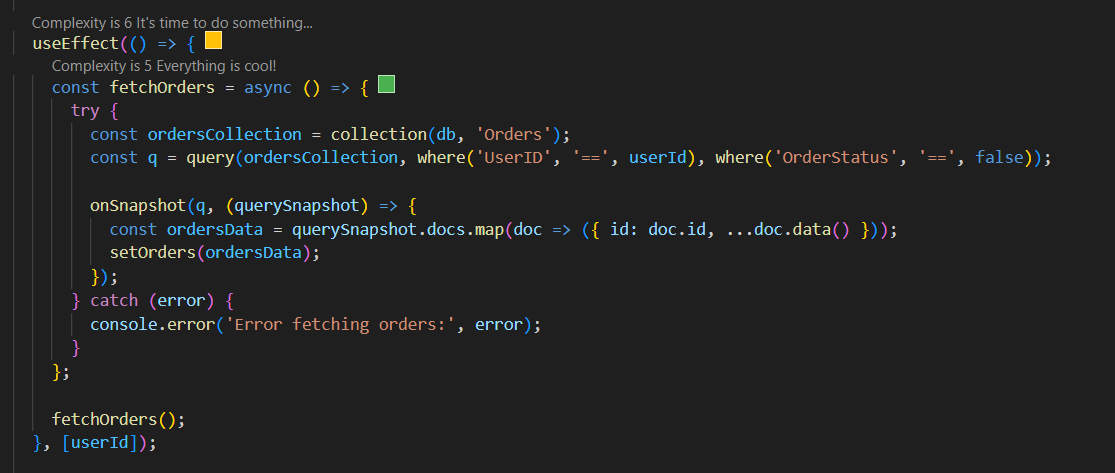 Complexity is 6 It's time to do something...
useEffect(() => {
Complexity is 5 Everything is cool!
const fetchOrders = async () => {
try {
const ordersCollection = collection(db, 'Orders');
const q = query(ordersCollection, where('UserID', '==', userId), where('OrderStatus', '==', false));
onSnapshot(q, (querySnapshot) => {
const ordersData = querySnapshot.docs.map(doc => ({ id: doc.id, ...doc.data() }));
setOrders(ordersData);
});
} catch (error) {
console.error('Error fetching orders:', error);
}
};
fetchOrders();
}, [userId]);